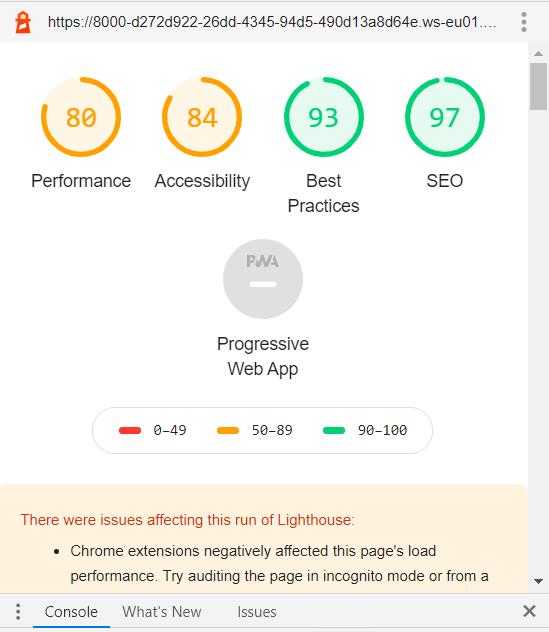 https://8000-d272d922-26dd-4345-94d5-490d13a8d64e.ws-eu01....
80
84
93
97
Performance
Accessibility
Best
Practices
SEO
PWA
Progressive
Web App
0–49
50–89
90–100
There were issues affecting this run of Lighthouse:
• Chrome extensions negatively affected this page's load
performance. Try auditing the page in incognito mode or from a
Console
What's New
Issues